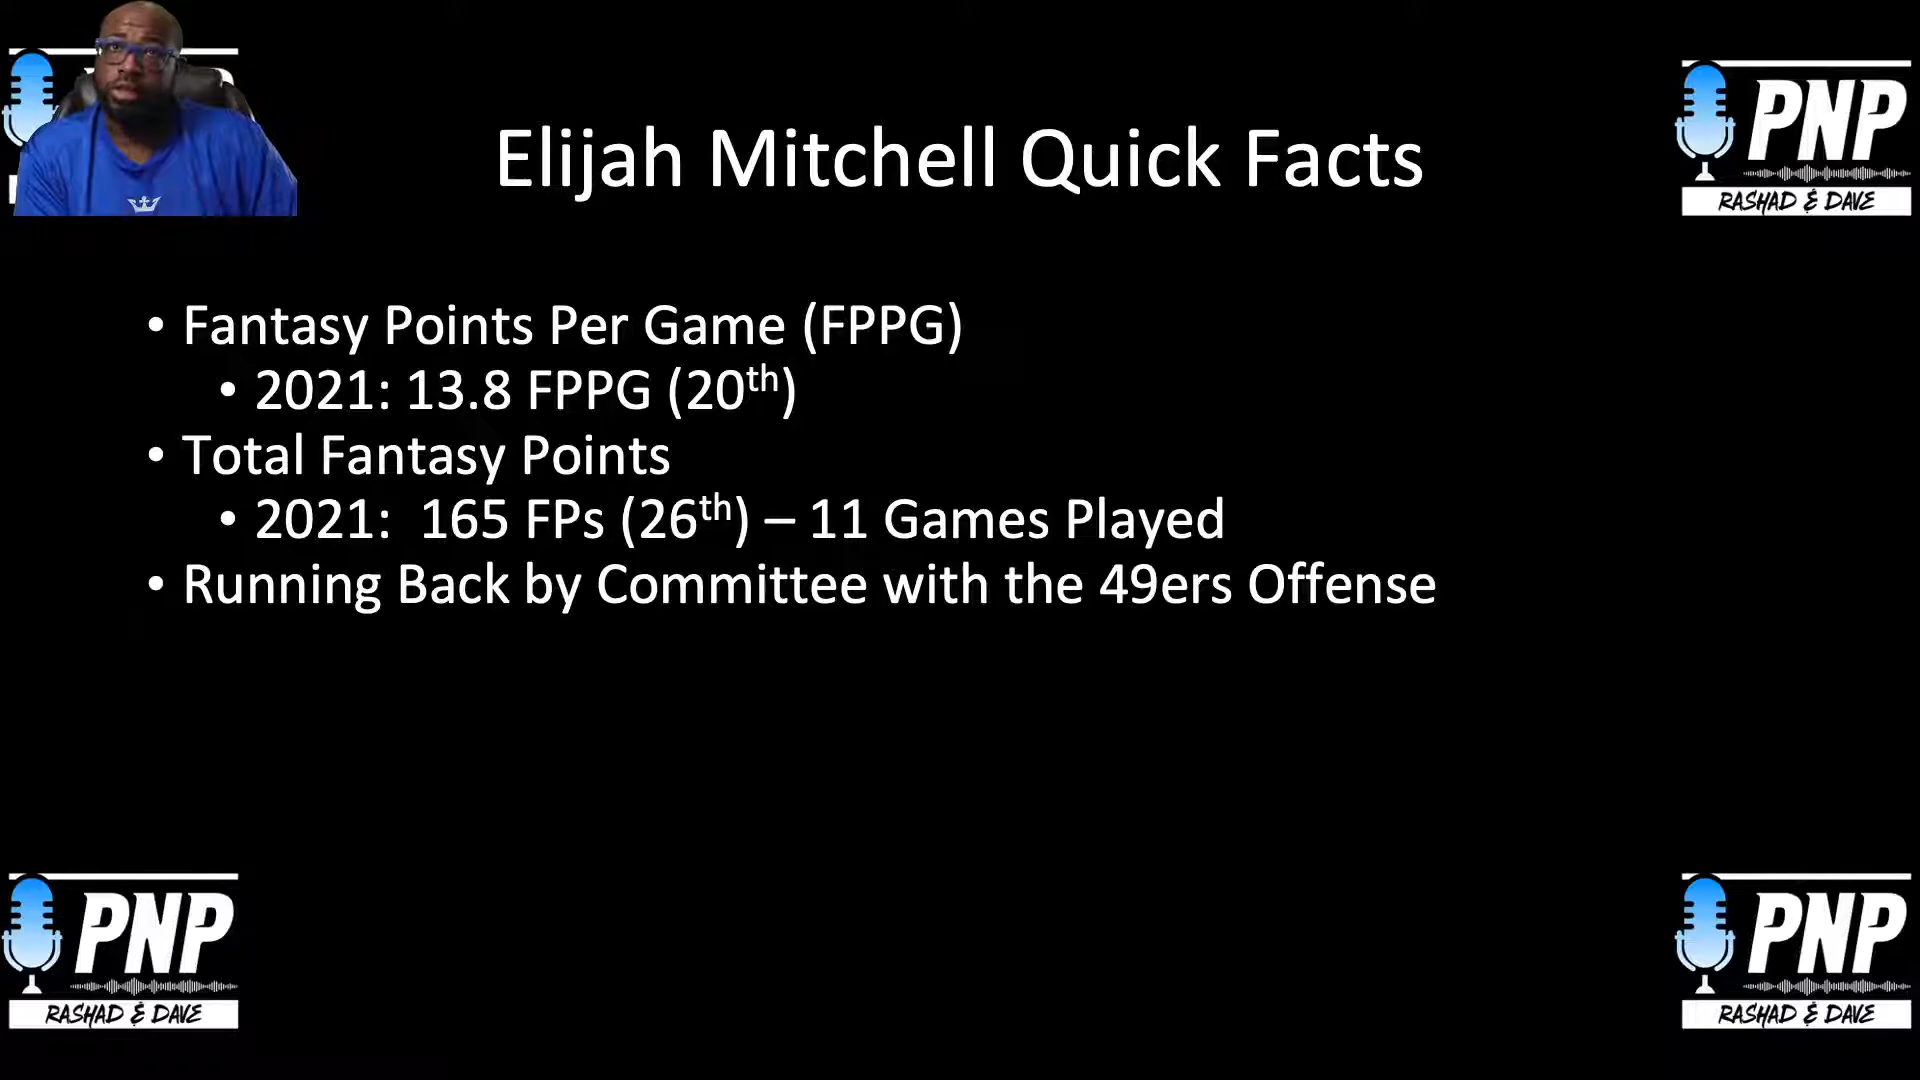 Elijah Mitchell Quick Facts
PNP
RASHAD & DAVE
• Fantasy Points Per Game (FPPG)
• 2021: 13.8 FPPG (20th)
• Total Fantasy Points
• 2021:  165 FPs (26th) – 11 Games Played
• Running Back by Committee with the 49ers Offense
PNP
RASHAD & DAVE
PNP
RASHAD & DAVE